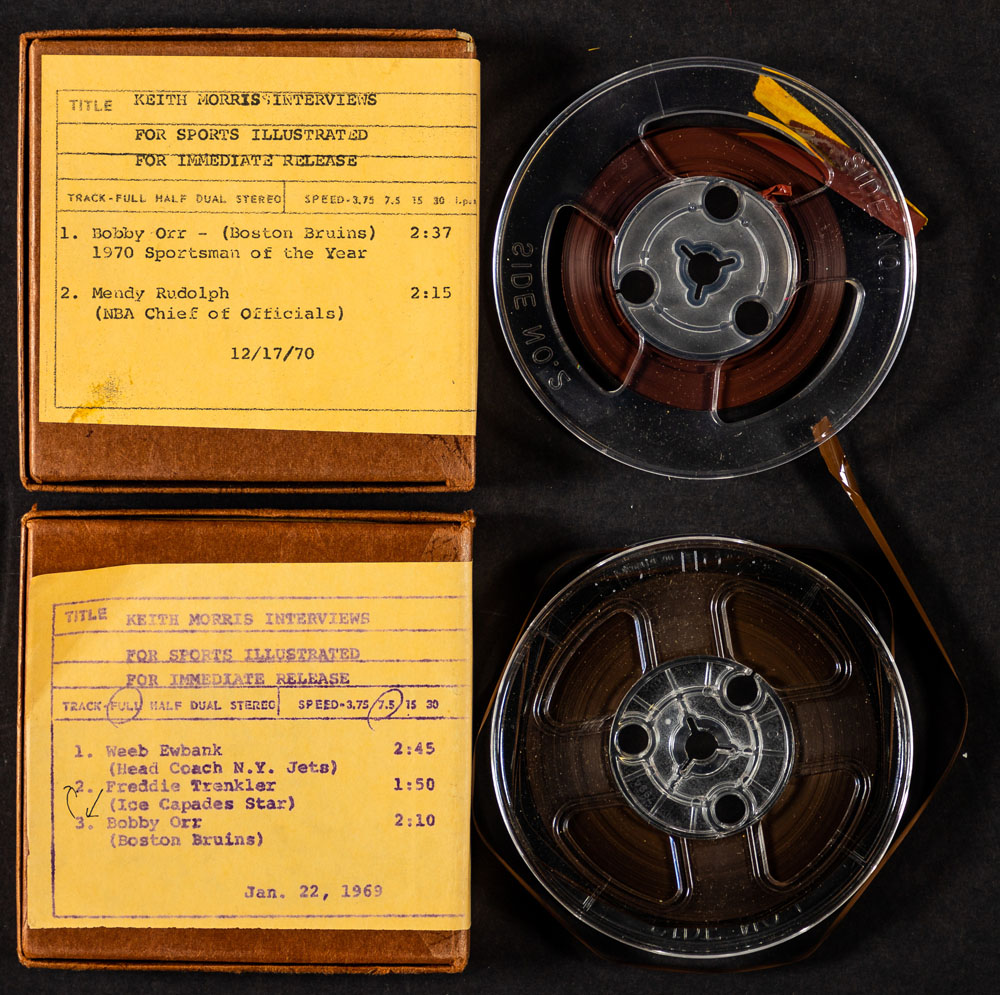 TITLE KEITH MORRIS INTERVIEWS
FOR SPORTS ILLUSTRATED
FOR IMMEDIATE RELEASE
TRACK-FULL HALF DUAL STEREO SPEED-3.75 7.5 15 30 i.p.s
1. Bobby Orr - (Boston Bruins) 2:37
1970 Sportsman of the Year
2. Mendy Rudolph 2:15
(NBA Chief of Officials)
12/17/70
SIDE NO.1
SIDE NO.2
TITLE KEITH MORRIS INTERVIEWS
FOR SPORTS ILLUSTRATED
FOR IMMEDIATE RELEASE
TRACK-FULL HALF DUAL STEREO SPEED-3.75 7.5 15 30
1. Weeb Ewbank 2:45
(Head Coach N.Y. Jets)
2. Freddie Trenkler 1:50
(Ice Capades Star)
3. Bobby Orr 2:10
(Boston Bruins)
Jan. 22, 1969
SIDE